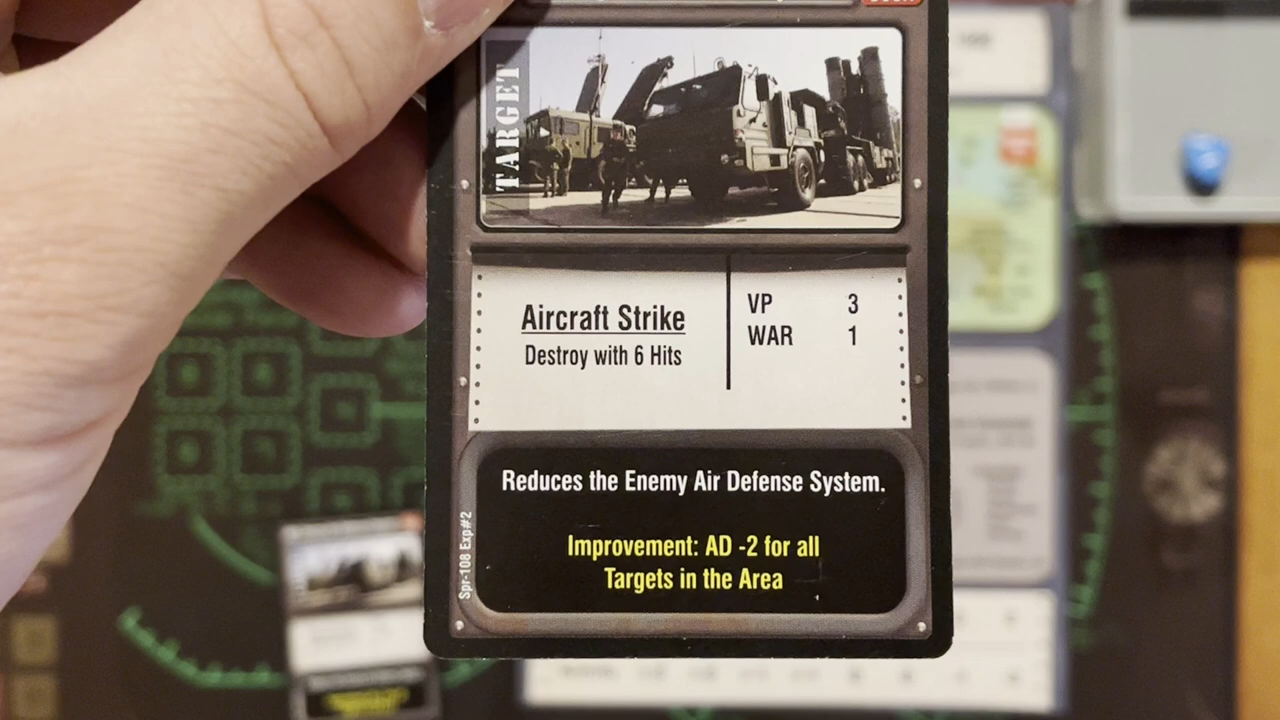 TARGET
Aircraft Strike
Destroy with 6 Hits
VP 3
WAR 1
Reduces the Enemy Air Defense System.
Improvement: AD -2 for all
Targets in the Area
Spr-108 Exp#2